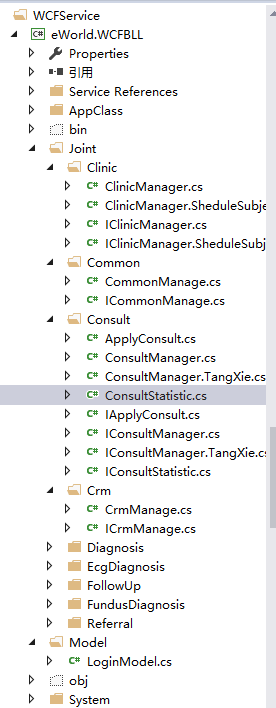 WCFService
eWorld.WCFBLL
Properties
引用
Service References
AppClass
bin
Joint
Clinic
ClinicManager.cs
ClinicManager.SheduleSubje
IClinicManager.cs
IClinicManager.SheduleSubj
Common
CommonManage.cs
ICommonManage.cs
Consult
ApplyConsult.cs
ConsultManager.cs
ConsultManager.TangXie.cs
ConsultStatistic.cs
IApplyConsult.cs
IConsultManager.cs
IConsultManager.TangXie.cs
IConsultStatistic.cs
Crm
CrmManage.cs
ICrmManage.cs
Diagnosis
EcgDiagnosis
FollowUp
FundusDiagnosis
Referral
Model
LoginModel.cs
obj
System